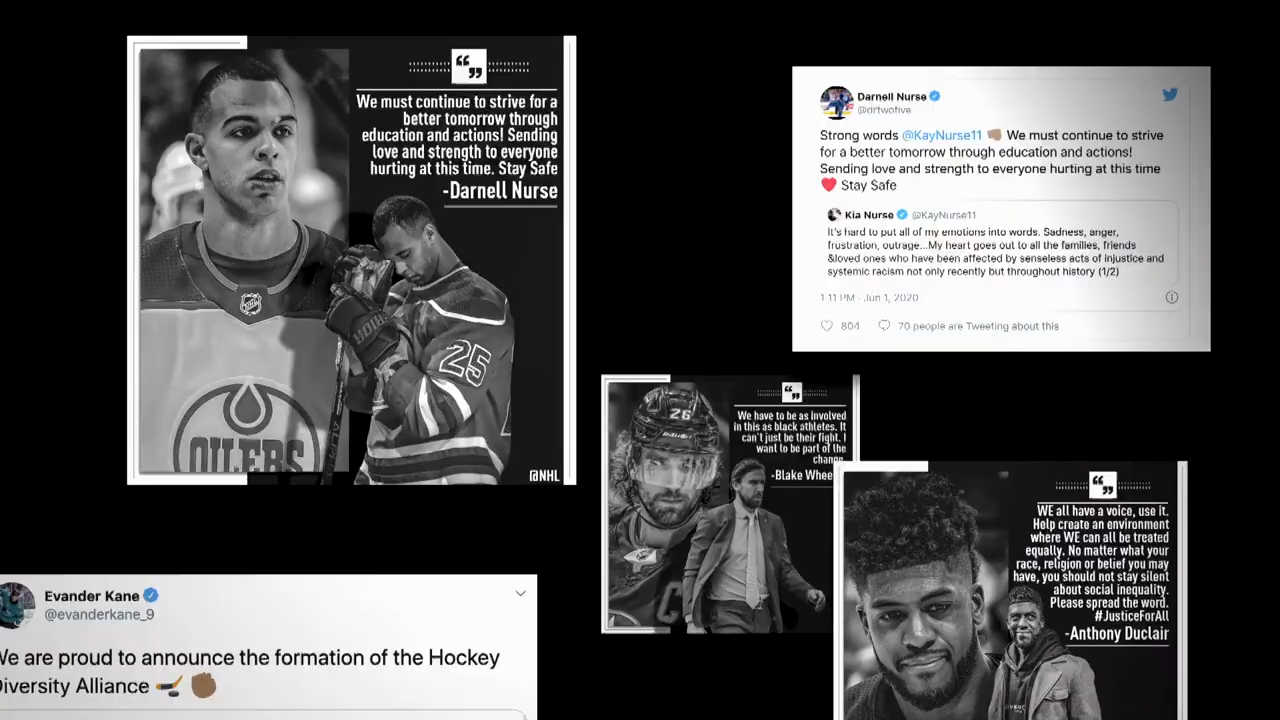 We must continue to strive for a
better tomorrow through
education and actions! Sending
love and strength to everyone
hurting at this time. Stay Safe
-Darnell Nurse
25
OILERS
@NHL
Darnell Nurse
@drtwofive
Strong words @KayNurse11 We must continue to strive
for a better tomorrow through education and actions!
Sending love and strength to everyone hurting at this time
Stay Safe
Kia Nurse @KayNurse11
It's hard to put all of my emotions into words. Sadness, anger,
frustration, outrage...My heart goes out to all the families, friends
&loved ones who have been affected by senseless acts of injustice and
systemic racism not only recently but throughout history (1/2)
1:11 PM · Jun 1, 2020
804 70 people are Tweeting about this
26
We have to be as involved
in this as black athletes. It
can't just be their fight. I
want to be part of the
change.
-Blake Whee
WE all have a voice, use it.
Help create an environment
where WE can all be treated
equally. No matter what your
race, religion or belief you may
have, you should not stay silent
about social inequality.
Please spread the word.
#JusticeForAll
-Anthony Duclair
Evander Kane
@evanderkane_9
We are proud to announce the formation of the Hockey
Diversity Alliance